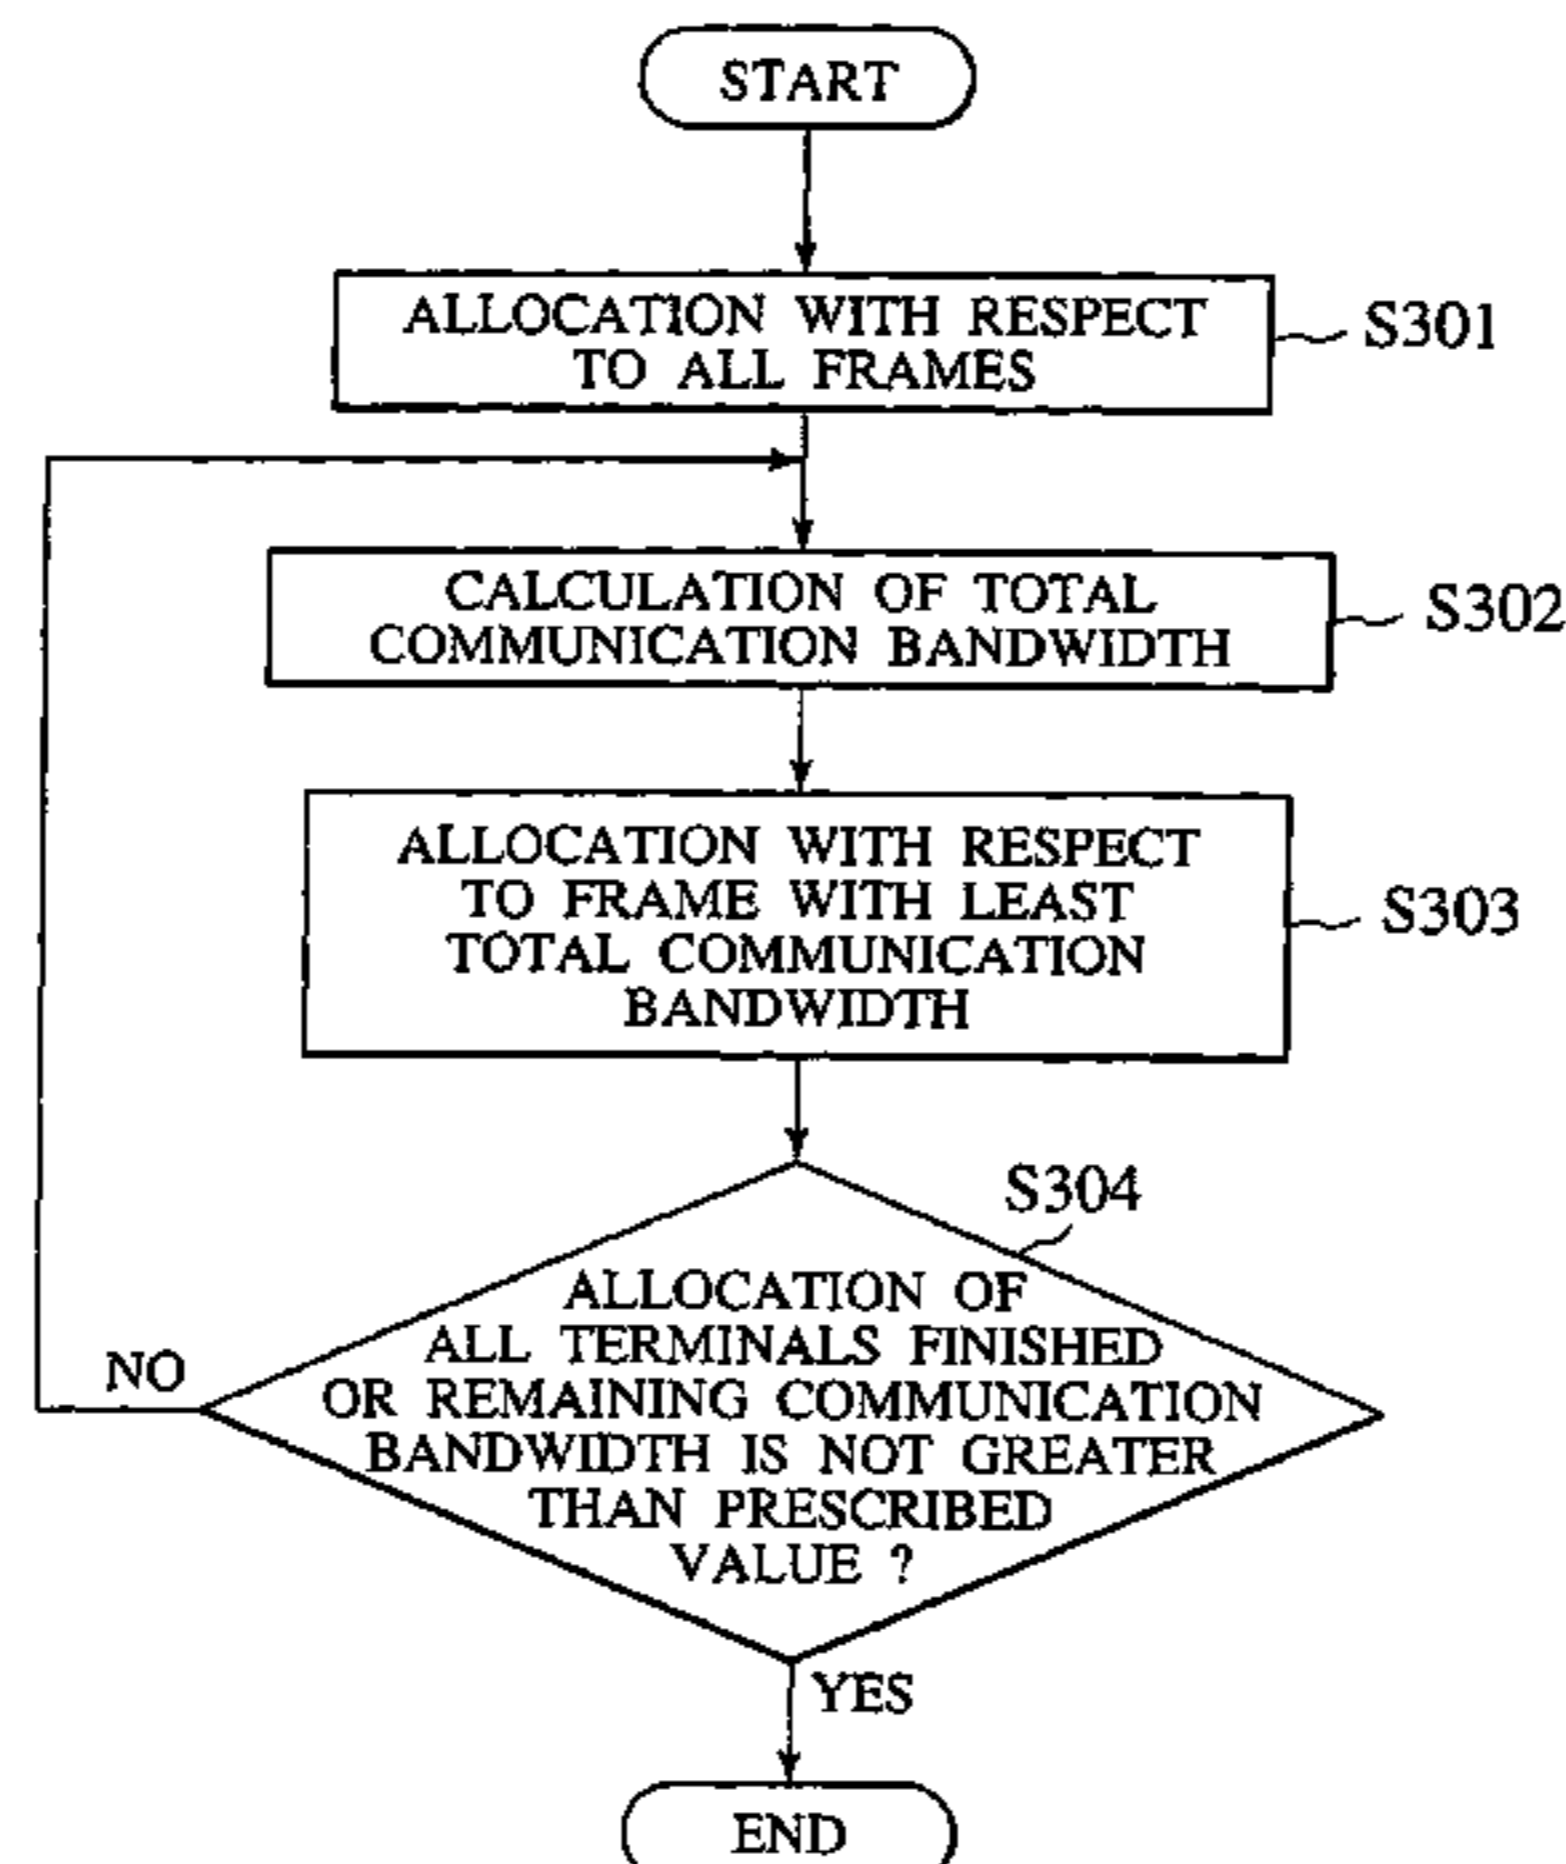 START
ALLOCATION WITH RESPECT
TO ALL FRAMES
S301
CALCULATION OF TOTAL
COMMUNICATION BANDWIDTH
S302
ALLOCATION WITH RESPECT
TO FRAME WITH LEAST
TOTAL COMMUNICATION
BANDWIDTH
S303
S304
ALLOCATION OF
ALL TERMINALS FINISHED
OR REMAINING COMMUNICATION
BANDWIDTH IS NOT GREATER
THAN PRESCRIBED
VALUE ?
NO
YES
END